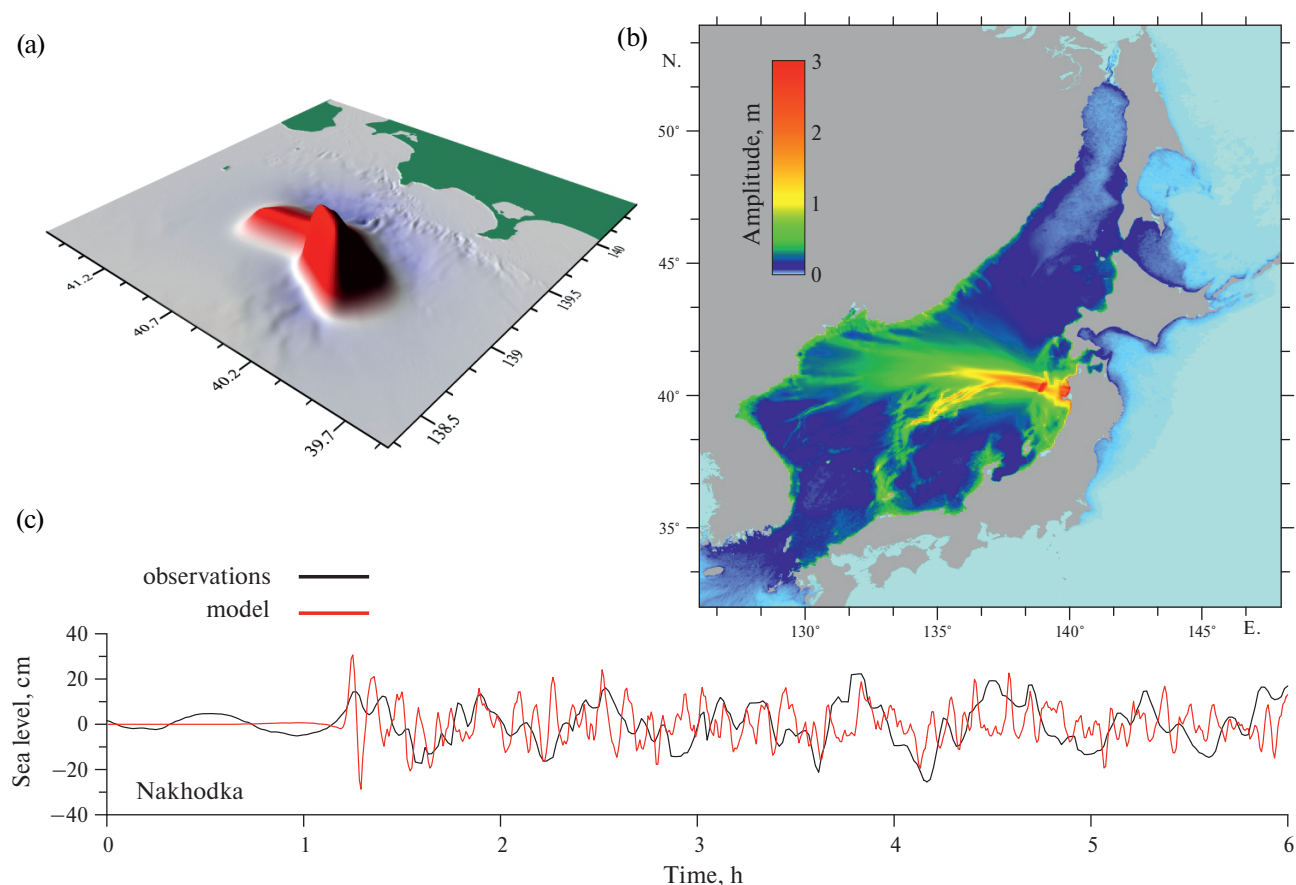 (a)
41.2
40.7
40.2
39.7
138.5
139
139.5
140
(b)
N.
Amplitude, m
3
2
1
0
50°
45°
40°
35°
130°
135°
140°
145°
E.
(c)
observations
model
Sea level, cm
40
20
0
−20
−40
Nakhodka
0
1
2
3
4
5
6
Time, h